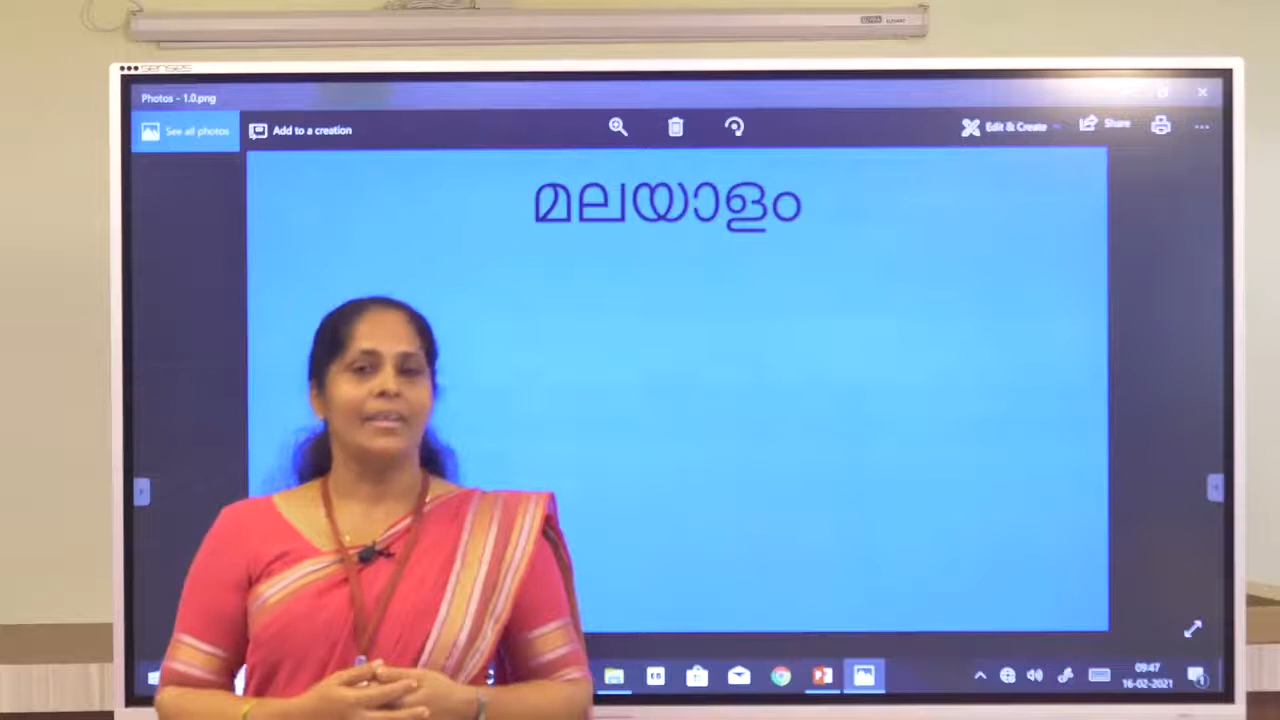 senses
Photos - 1.0.png
See all photos
Add to a creation
Edit & Create
Share
മലയാളം
09:47
16-02-2021